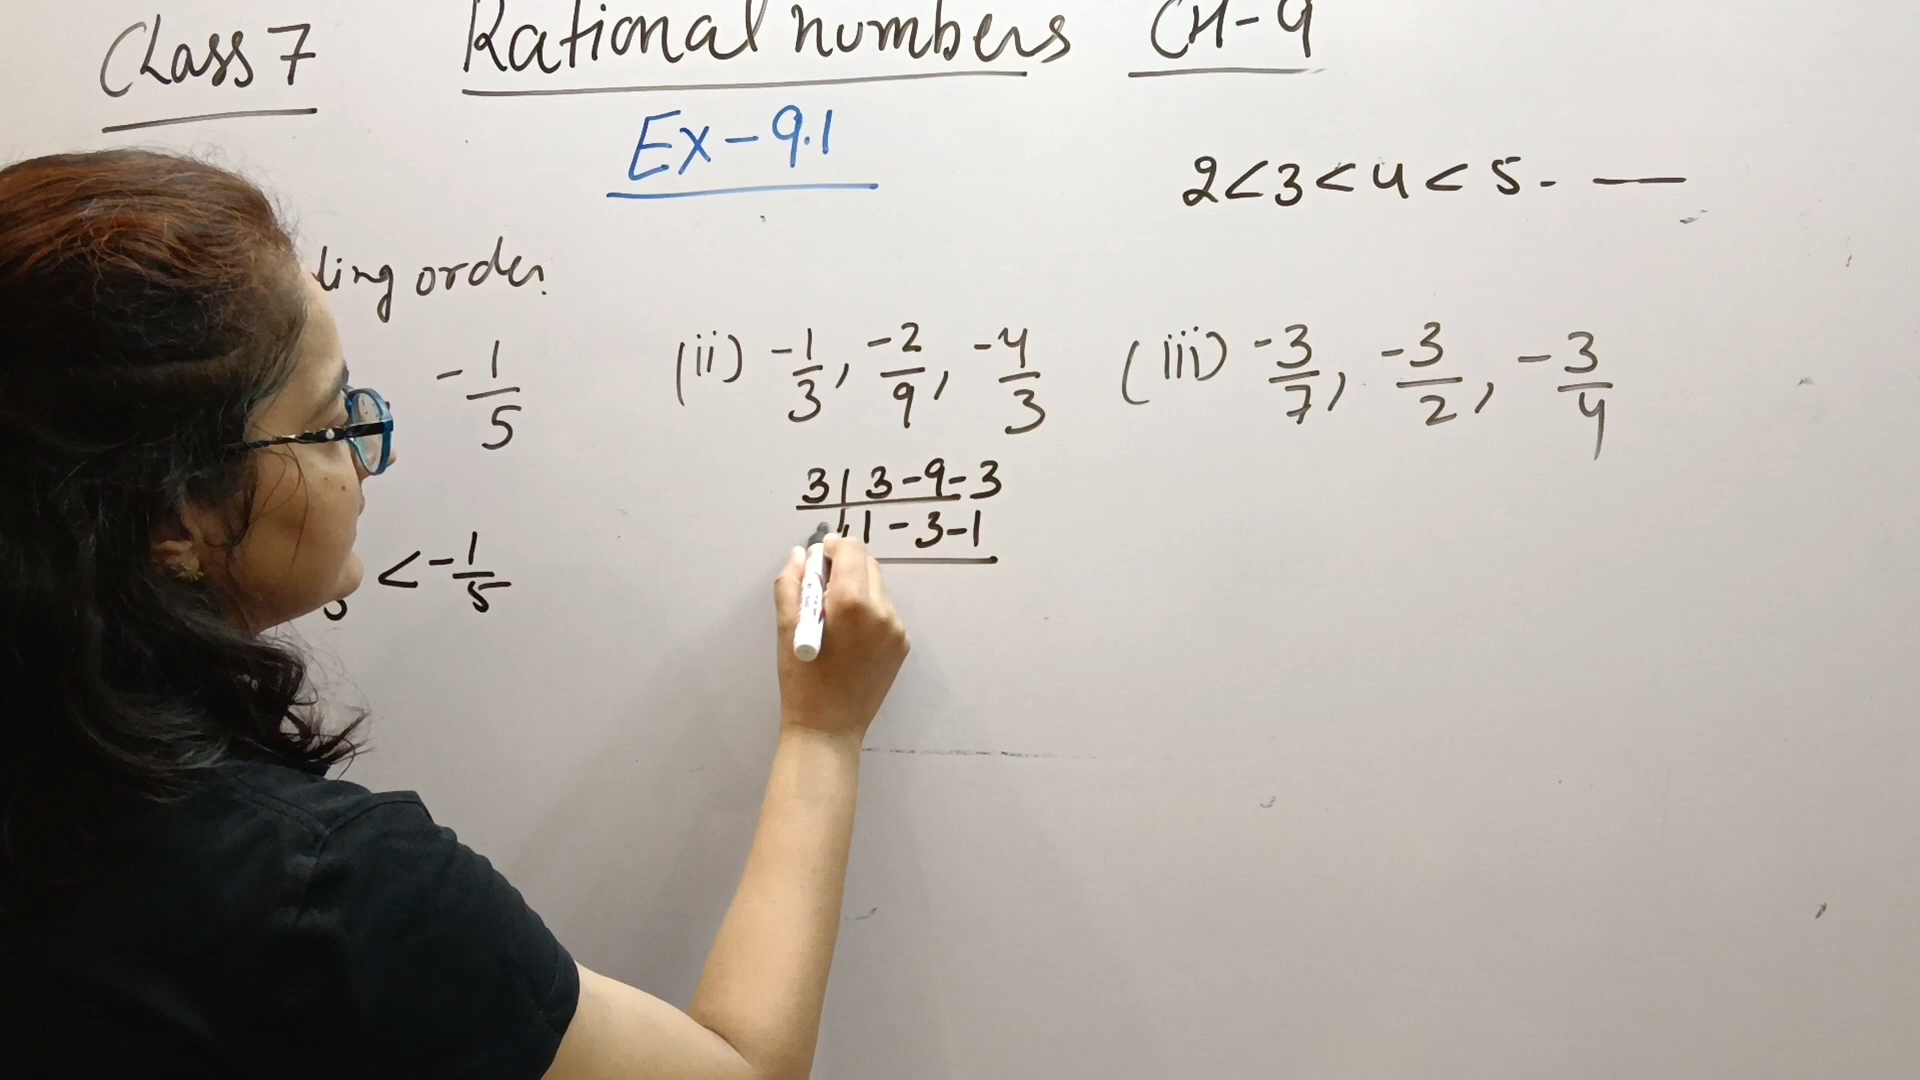 Class 7 Rational numbers CH-9
Ex-9.1
2<3<4<5. —
order.
-1/5 (ii) -1/3, -2/9, -4/3 (iii) -3/7, -3/2, -3/4
3 | 3-9-3
1-3-1
< -1/5